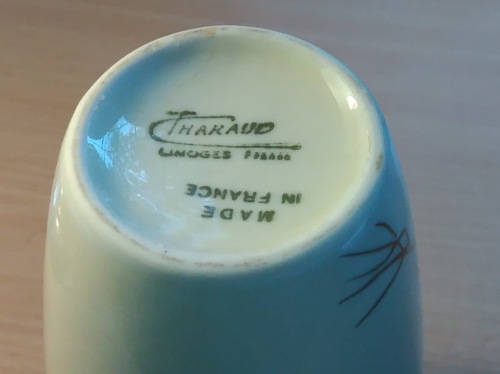 C THARAUD
LIMOGES FRANCE
MADE
IN FRANCE